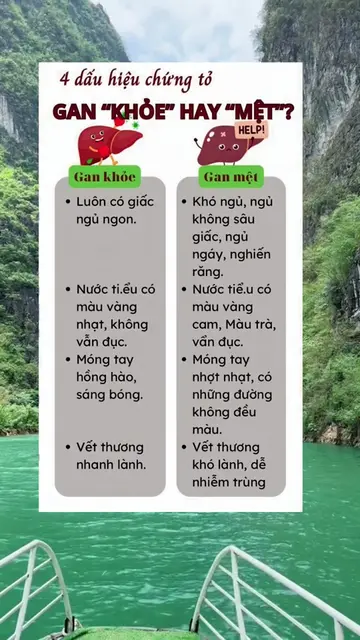 4 dấu hiệu chứng tỏ
GAN “KHỎE” HAY “MỆT”?
HELP!
Gan khỏe
• Luôn có giấc
ngủ ngon.
• Nước ti.ểu có
màu vàng
nhạt, không
vẩn đục.
• Móng tay
hồng hào,
sáng bóng.
• Vết thương
nhanh lành.
Gan mệt
• Khó ngủ, ngủ
không sâu
giấc, ngủ
ngáy, nghiến
răng.
• Nước tiể.u có
màu vàng
cam, Màu trà,
vẩn đục.
• Móng tay
nhợt nhạt, có
những đường
không đều
màu.
• Vết thương
khó lành, dễ
nhiễm trùng